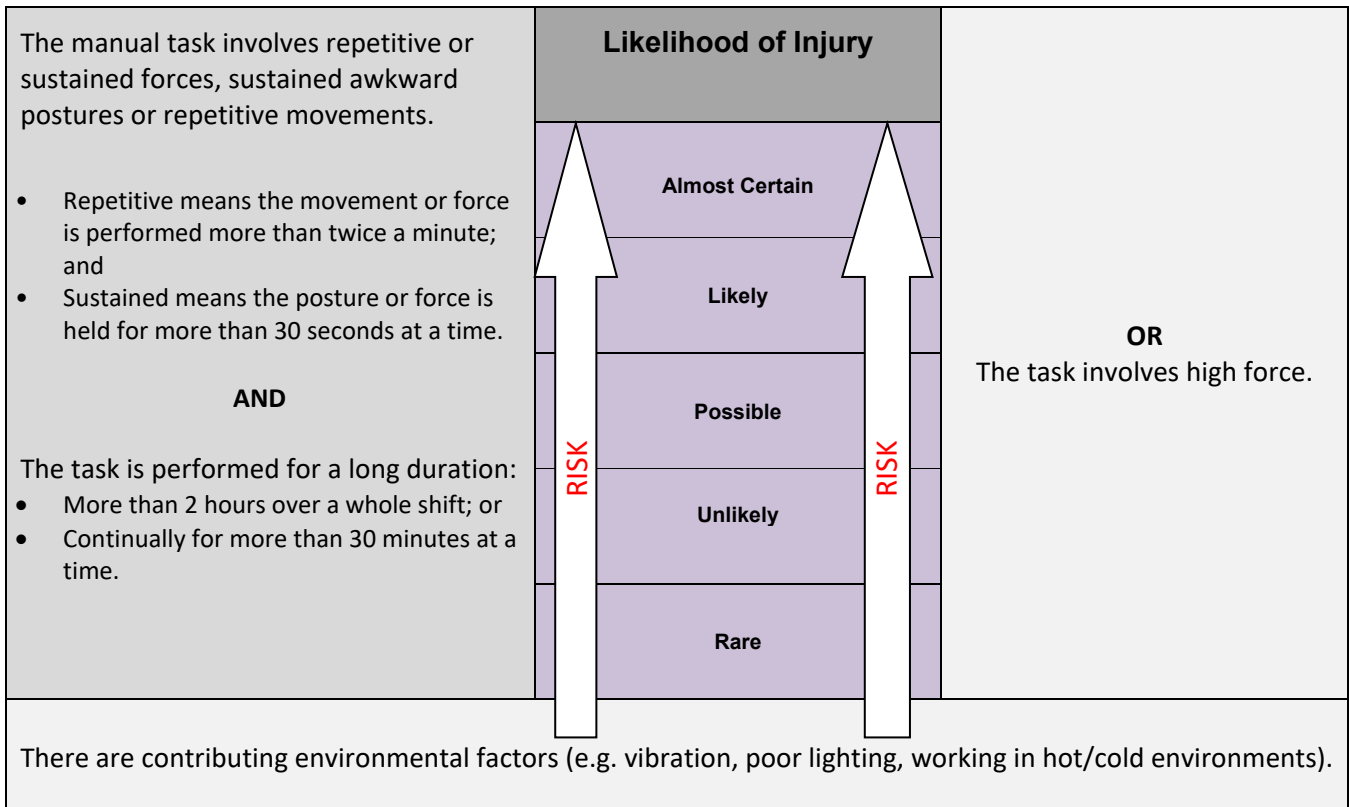 The manual task involves repetitive or
sustained forces, sustained awkward
postures or repetitive movements.
• Repetitive means the movement or force
is performed more than twice a minute;
and
• Sustained means the posture or force is
held for more than 30 seconds at a time.
AND
The task is performed for a long duration:
• More than 2 hours over a whole shift; or
• Continually for more than 30 minutes at a
time.
Likelihood of Injury
Almost Certain
Likely
Possible
Unlikely
Rare
RISK
RISK
OR
The task involves high force.
There are contributing environmental factors (e.g. vibration, poor lighting, working in hot/cold environments).